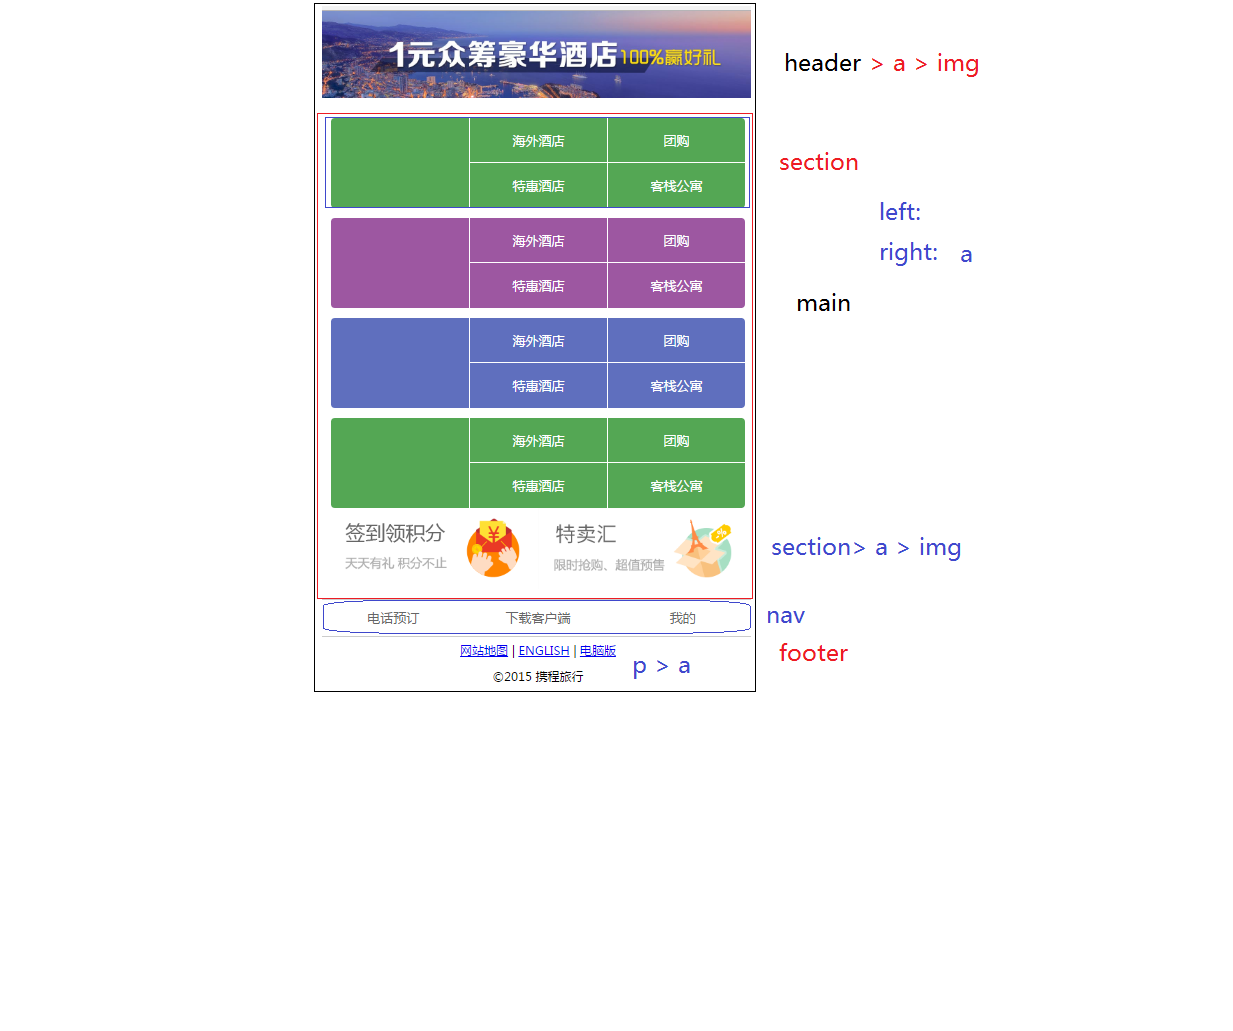 1元众筹豪华酒店100%赢好礼
header > a > img
海外酒店 团购
section
特惠酒店 客栈公寓
left:
海外酒店 团购
right: a
特惠酒店 客栈公寓
main
海外酒店 团购
特惠酒店 客栈公寓
海外酒店 团购
特惠酒店 客栈公寓
签到领积分 特卖汇
section> a > img
天天有礼 积分不止 限时抢购、超值预售
电话预订 下载客户端 我的
nav
网站地图 | ENGLISH | 电脑版
footer
p > a
©2015 携程旅行